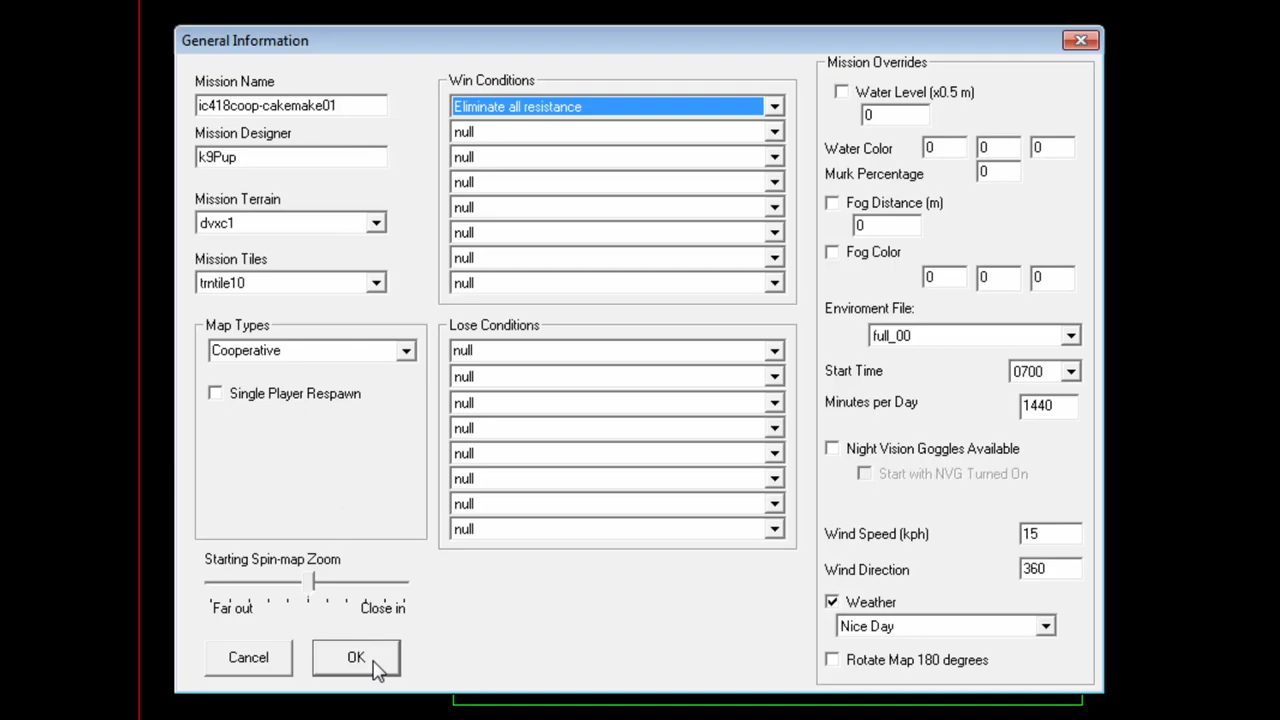 General Information
Mission Name
ic418coop-cakemake01
Mission Designer
k9Pup
Mission Terrain
dvxc1
Mission Tiles
trntile10
Map Types
Cooperative
Single Player Respawn
Starting Spin-map Zoom
Far out
Close in
Cancel
OK
Win Conditions
Eliminate all resistance
null
null
null
null
null
null
null
Lose Conditions
null
null
null
null
null
null
null
null
Mission Overrides
Water Level (x0.5 m)
0
Water Color 0 0 0
Murk Percentage 0
Fog Distance (m)
0
Fog Color
0 0 0
Enviroment File:
full_00
Start Time 0700
Minutes per Day 1440
Night Vision Goggles Available
Start with NVG Turned On
Wind Speed (kph) 15
Wind Direction 360
Weather
Nice Day
Rotate Map 180 degrees